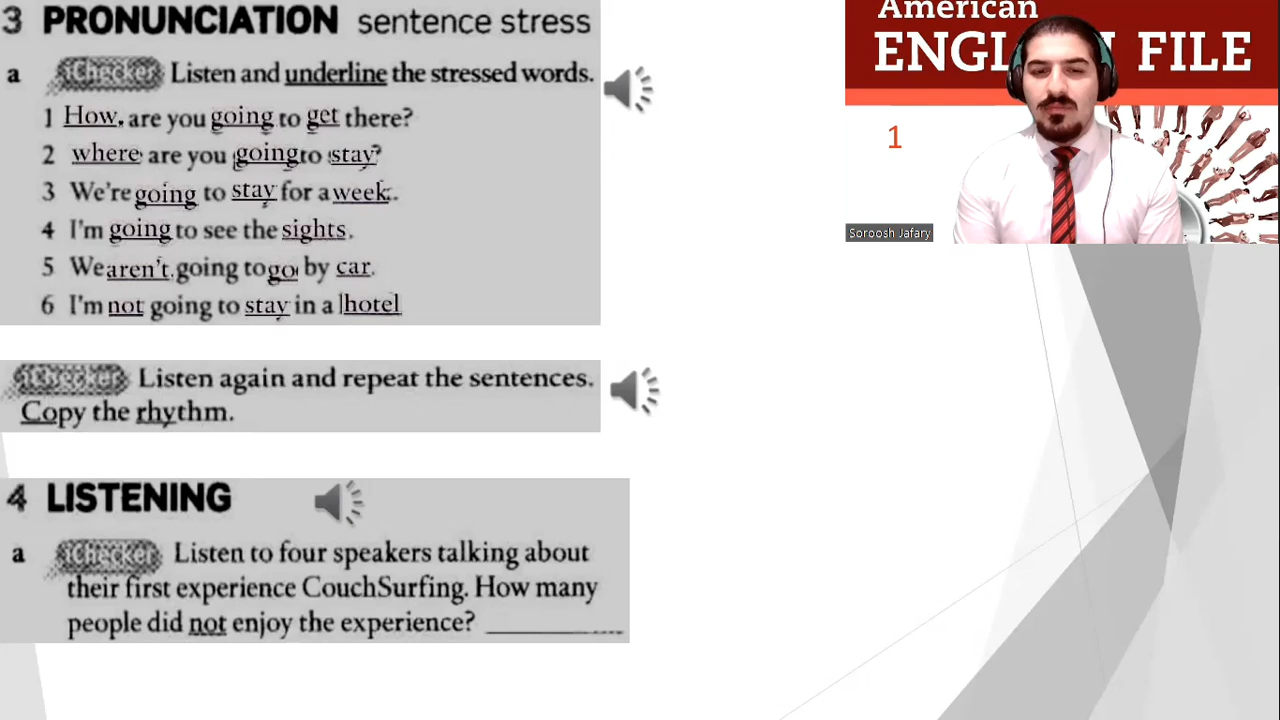 3 PRONUNCIATION sentence stress
a iChecker Listen and underline the stressed words.
1 How. are you going to get there?
2 where are you going to stay?
3 We're going to stay for a week.
4 I'm going to see the sights.
5 We aren't going to go by car.
6 I'm not going to stay in a hotel
iChecker Listen again and repeat the sentences.
Copy the rhythm.
4 LISTENING
a iChecker Listen to four speakers talking about
their first experience CouchSurfing. How many
people did not enjoy the experience?
American
ENGL FILE
1
Soroosh Jafary